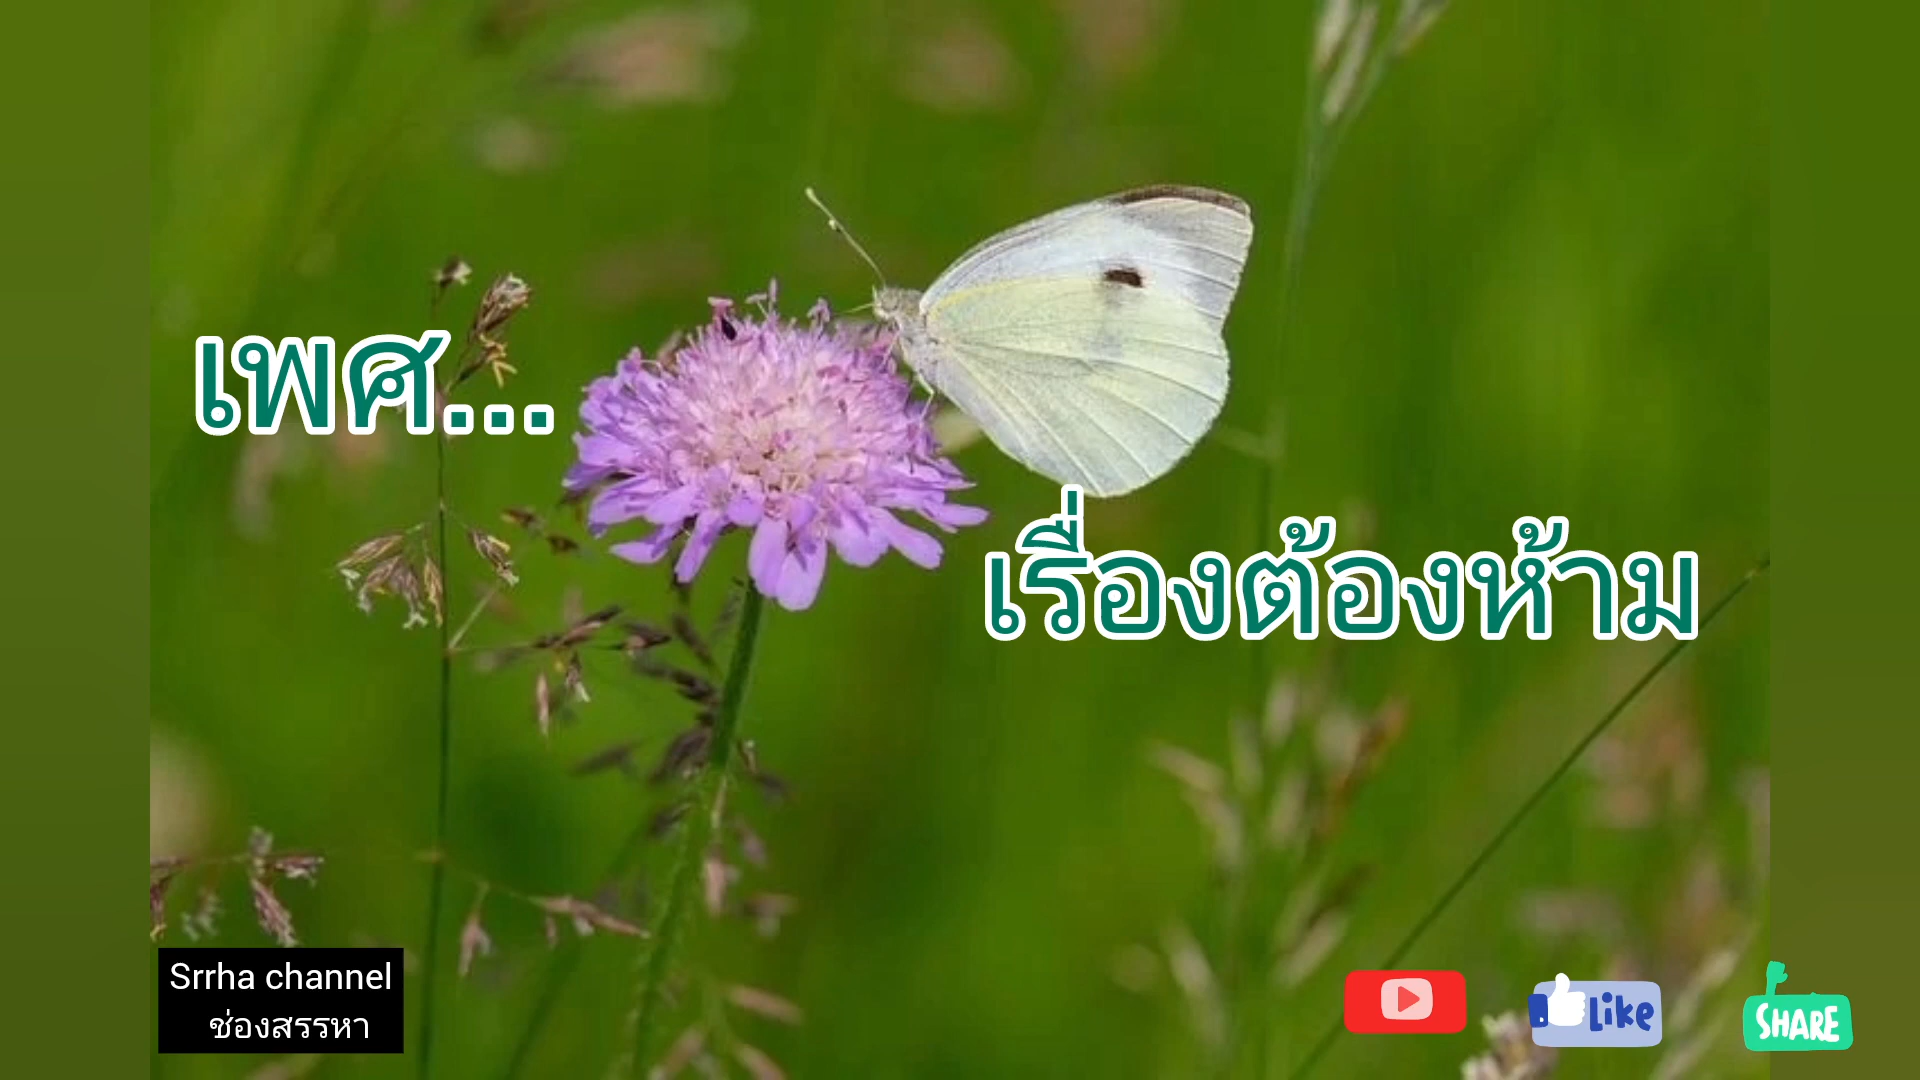 เพศ...
เรื่องต้องห้าม
Srrha channel
ช่องสรรหา
Like
SHARE